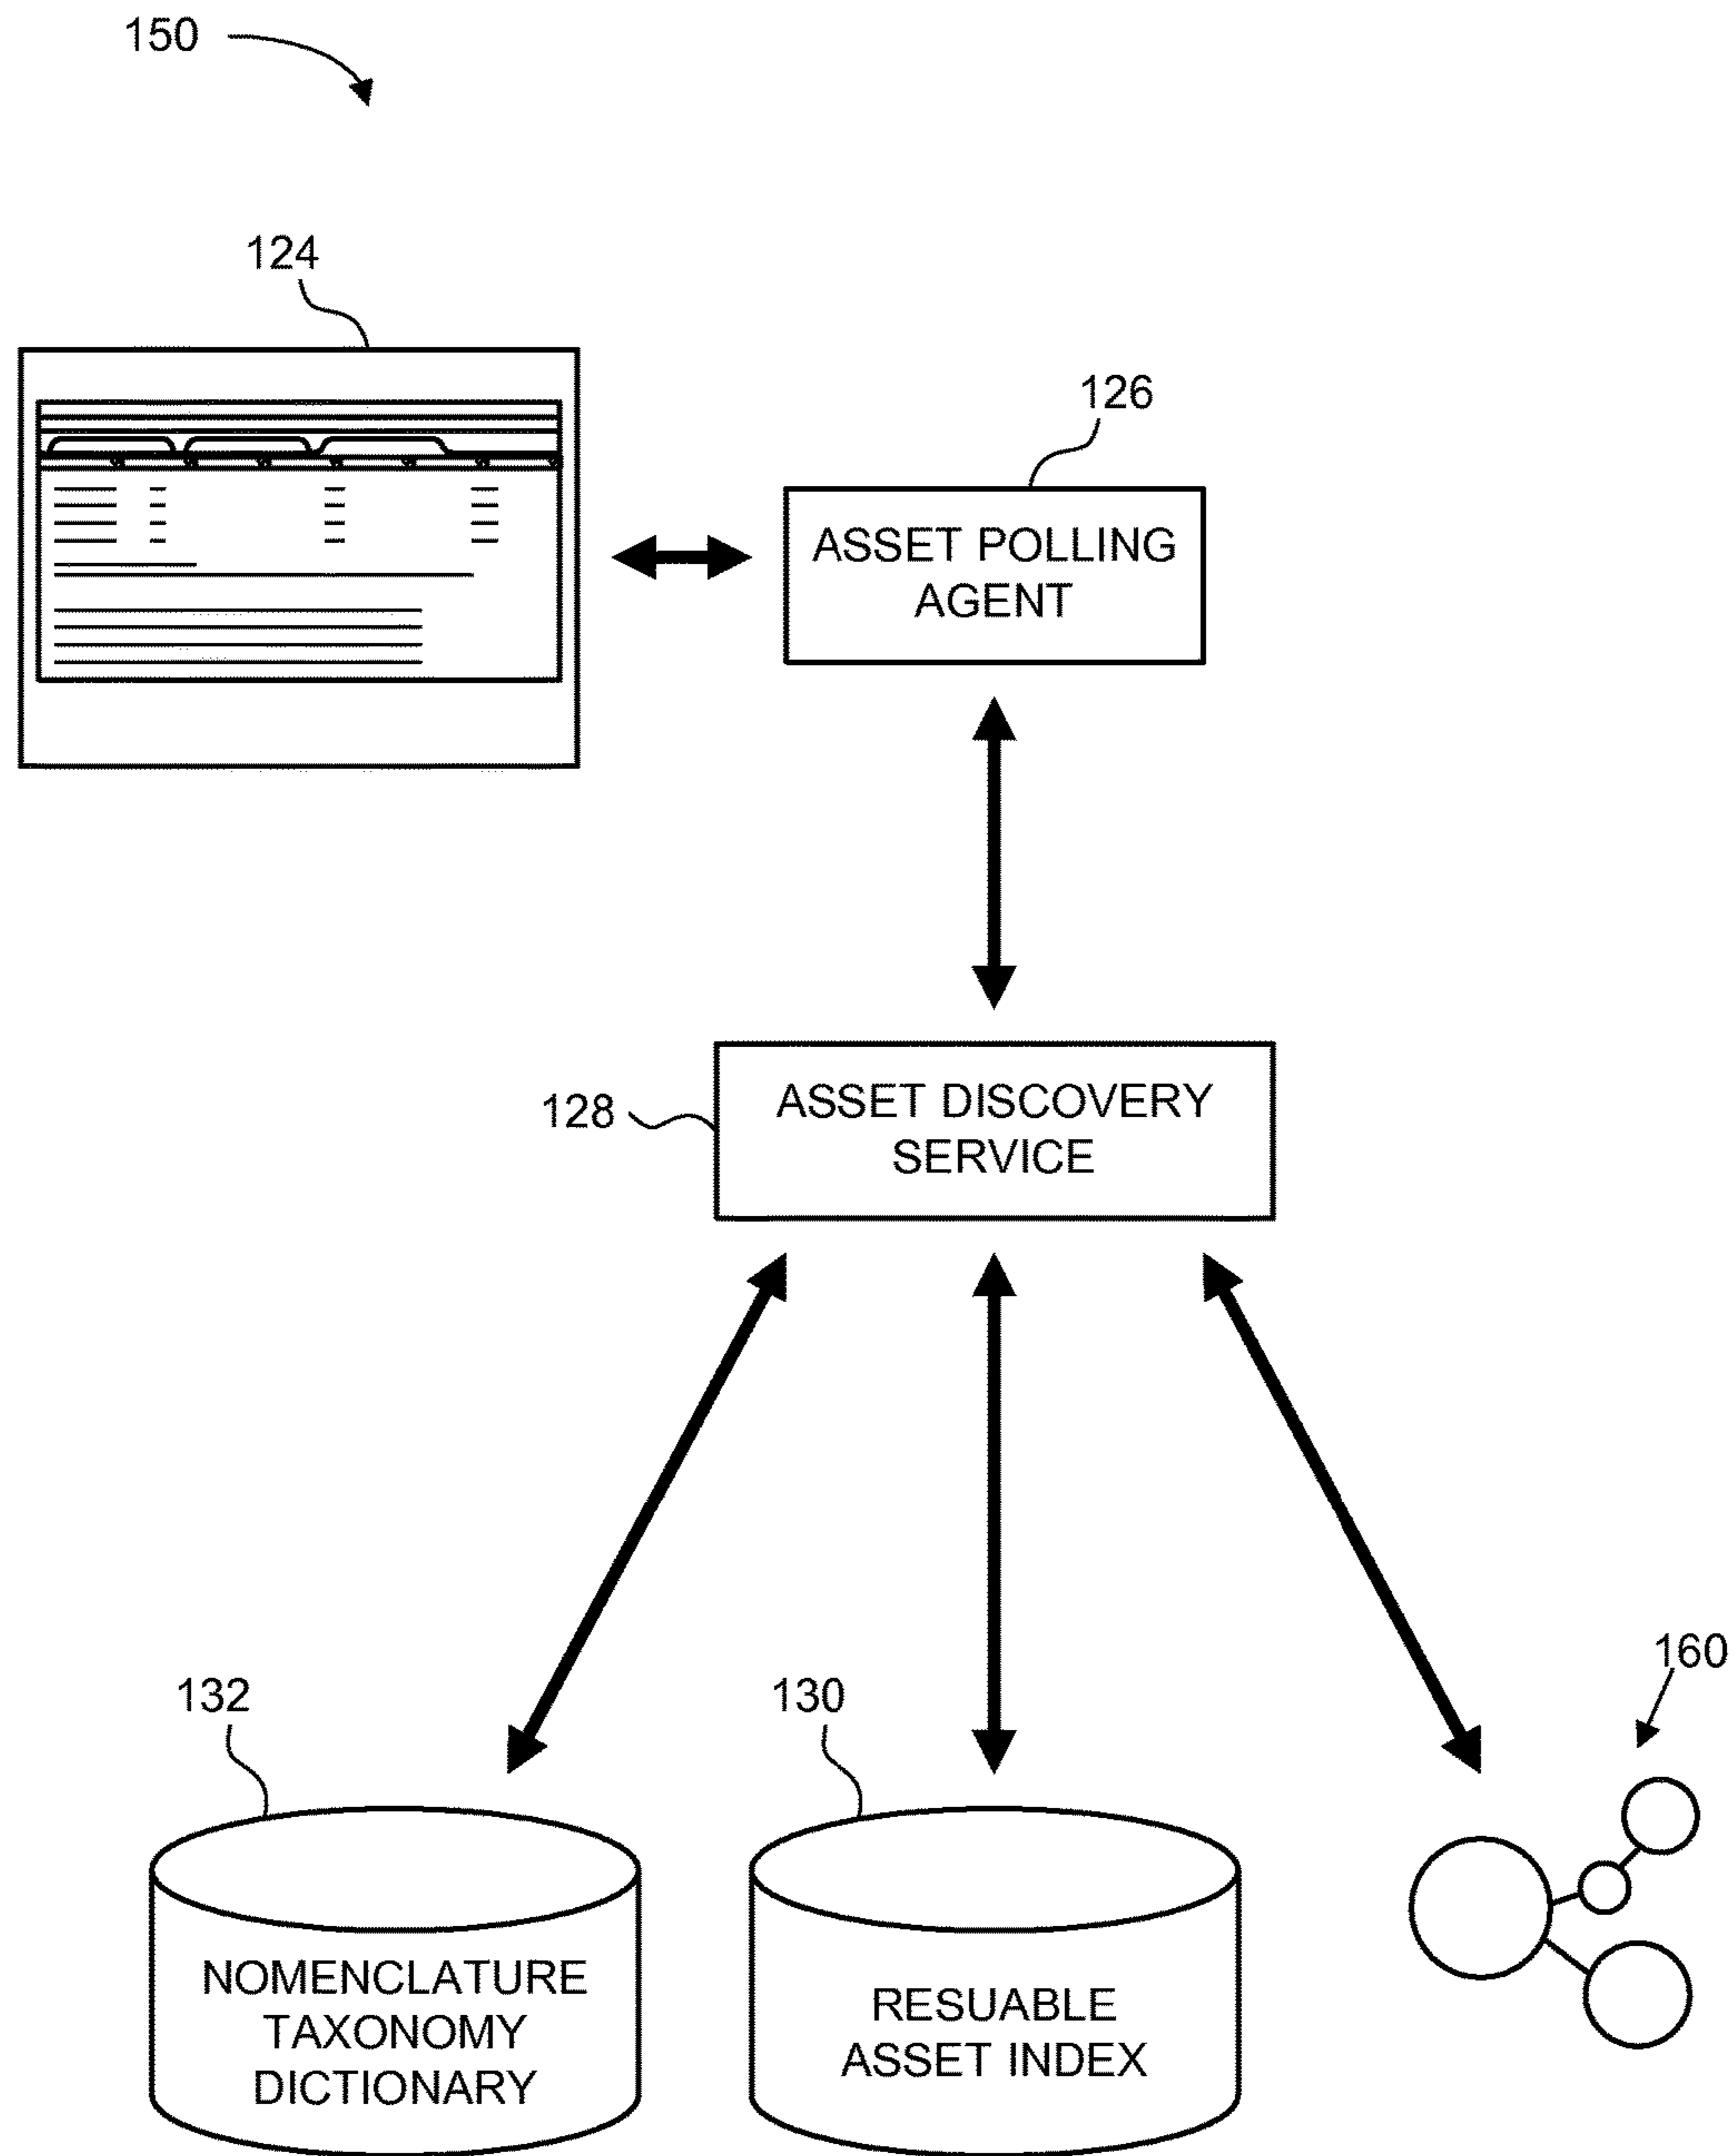 150
124
126
ASSET POLLING
AGENT
128
ASSET DISCOVERY
SERVICE
160
132
130
NOMENCLATURE
TAXONOMY
DICTIONARY
RESUABLE
ASSET INDEX